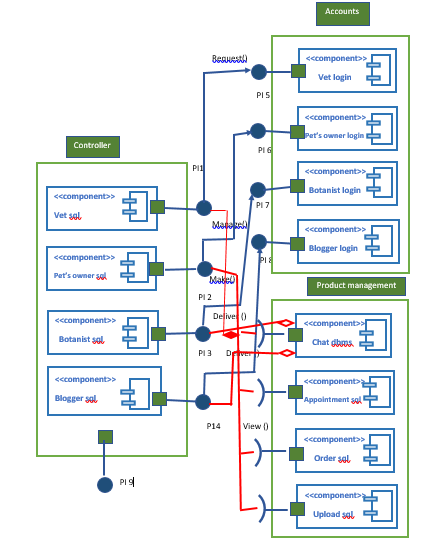 Accounts
Request()
<<component>>
Vet login
PI 5
<<component>>
Pet's owner login
PI 6
Controller
PI1
<<component>>
Botanist login
<<component>>
Vet sql
PI 7
Manage()
<<component>>
Blogger login
PI 8
<<component>>
Pet's owner sql
Make()
Product management
PI 2
<<component>>
Botanist sql
Deliver ()
<<component>>
Chat dbms
PI 3
Deliver ()
<<component>>
Blogger sql
<<component>>
Appointment sql
P14
View ()
<<component>>
Order sql
PI 9
<<component>>
Upload sql